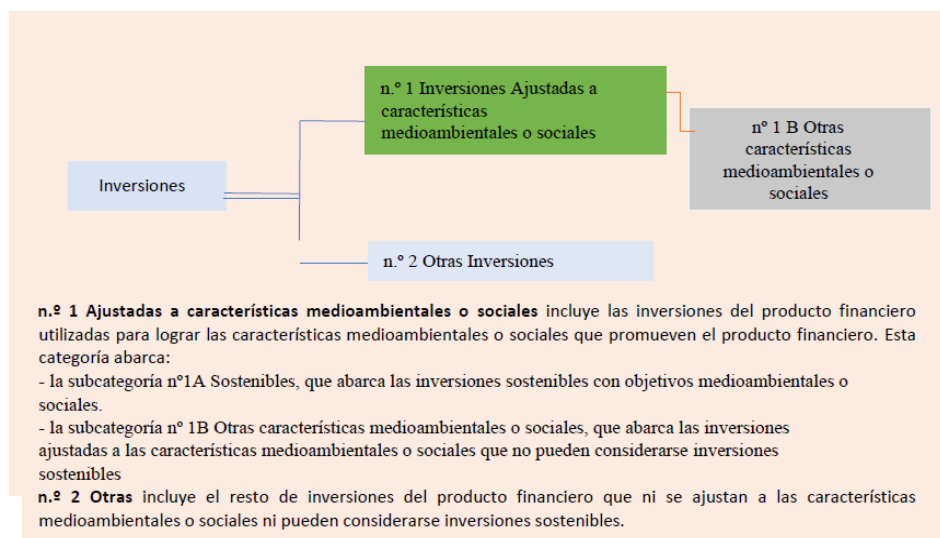 n.º 1 Inversiones Ajustadas a
características
medioambientales o sociales
nº 1 B Otras
características
medioambientales o
sociales
Inversiones
n.º 2 Otras Inversiones
n.º 1 Ajustadas a características medioambientales o sociales incluye las inversiones del producto financiero
utilizadas para lograr las características medioambientales o sociales que promueven el producto financiero. Esta
categoría abarca:
- la subcategoría nº1A Sostenibles, que abarca las inversiones sostenibles con objetivos medioambientales o
sociales.
- la subcategoría nº 1B Otras características medioambientales o sociales, que abarca las inversiones
ajustadas a las características medioambientales o sociales que no pueden considerarse inversiones
sostenibles
n.º 2 Otras incluye el resto de inversiones del producto financiero que ni se ajustan a las características
medioambientales o sociales ni pueden considerarse inversiones sostenibles.